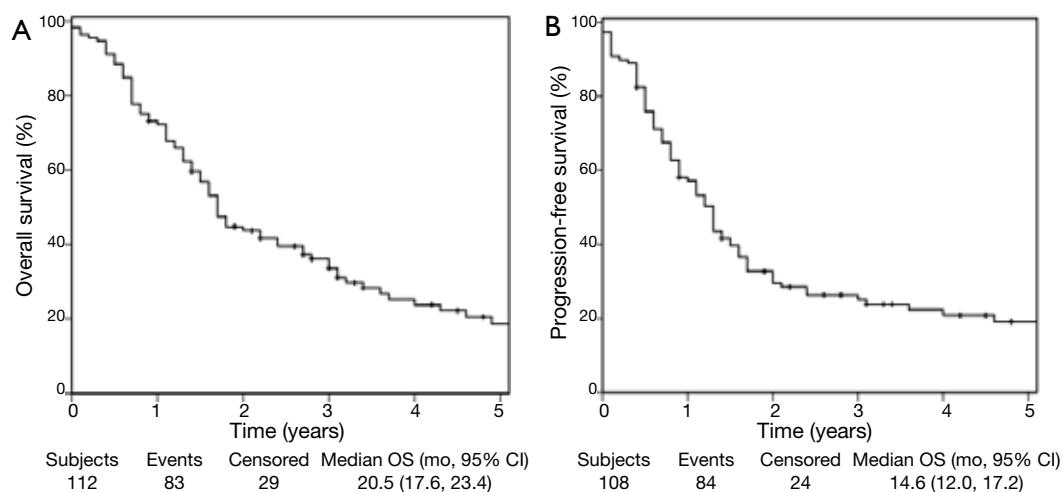 A
Overall survival (%)
100
80
60
40
20
0
0 1 2 3 4 5
Time (years)
Subjects Events Censored Median OS (mo, 95% CI)
112 83 29 20.5 (17.6, 23.4)
B
Progression-free survival (%)
100
80
60
40
20
0
0 1 2 3 4 5
Time (years)
Subjects Events Censored Median OS (mo, 95% CI)
108 84 24 14.6 (12.0, 17.2)